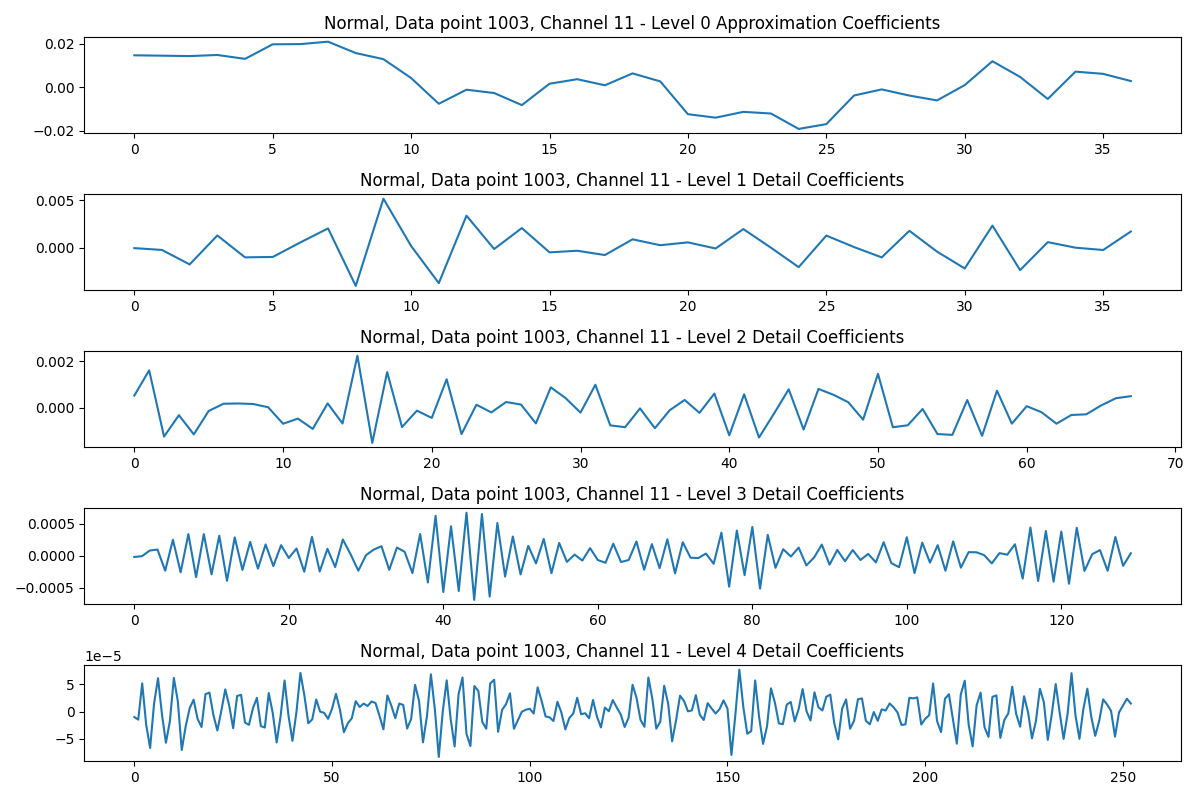 Normal, Data point 1003, Channel 11 - Level 0 Approximation Coefficients
0.02
0.00
−0.02
0 5 10 15 20 25 30 35
Normal, Data point 1003, Channel 11 - Level 1 Detail Coefficients
0.005
0.000
0 5 10 15 20 25 30 35
Normal, Data point 1003, Channel 11 - Level 2 Detail Coefficients
0.002
0.000
0 10 20 30 40 50 60 70
Normal, Data point 1003, Channel 11 - Level 3 Detail Coefficients
0.0005
0.0000
−0.0005
0 20 40 60 80 100 120
Normal, Data point 1003, Channel 11 - Level 4 Detail Coefficients
1e−5
5
0
−5
0 50 100 150 200 250